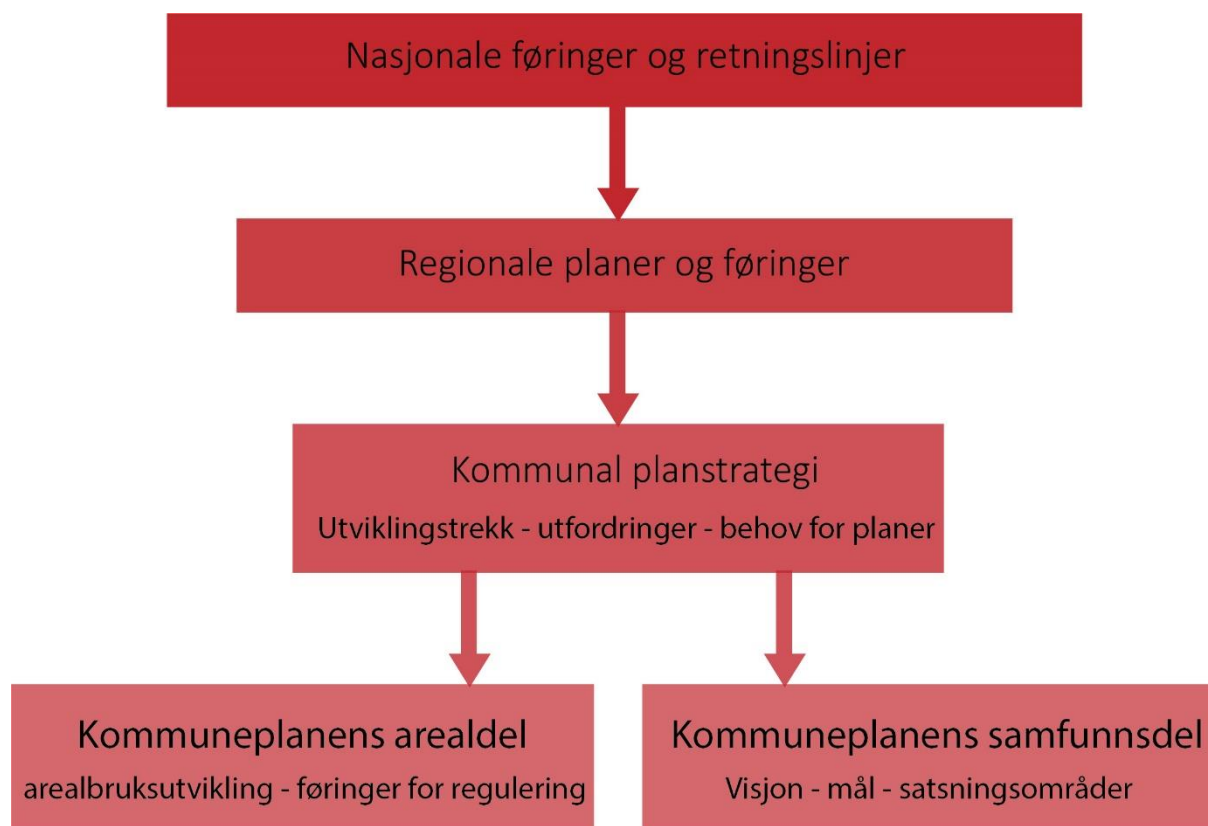 Nasjonale føringer og retningslinjer
Regionale planer og føringer
Kommunal planstrategi
Utviklingstrekk - utfordringer - behov for planer
Kommuneplanens arealdel
arealbruksutvikling - føringer for regulering
Kommuneplanens samfunnsdel
Visjon - mål - satsningsområder